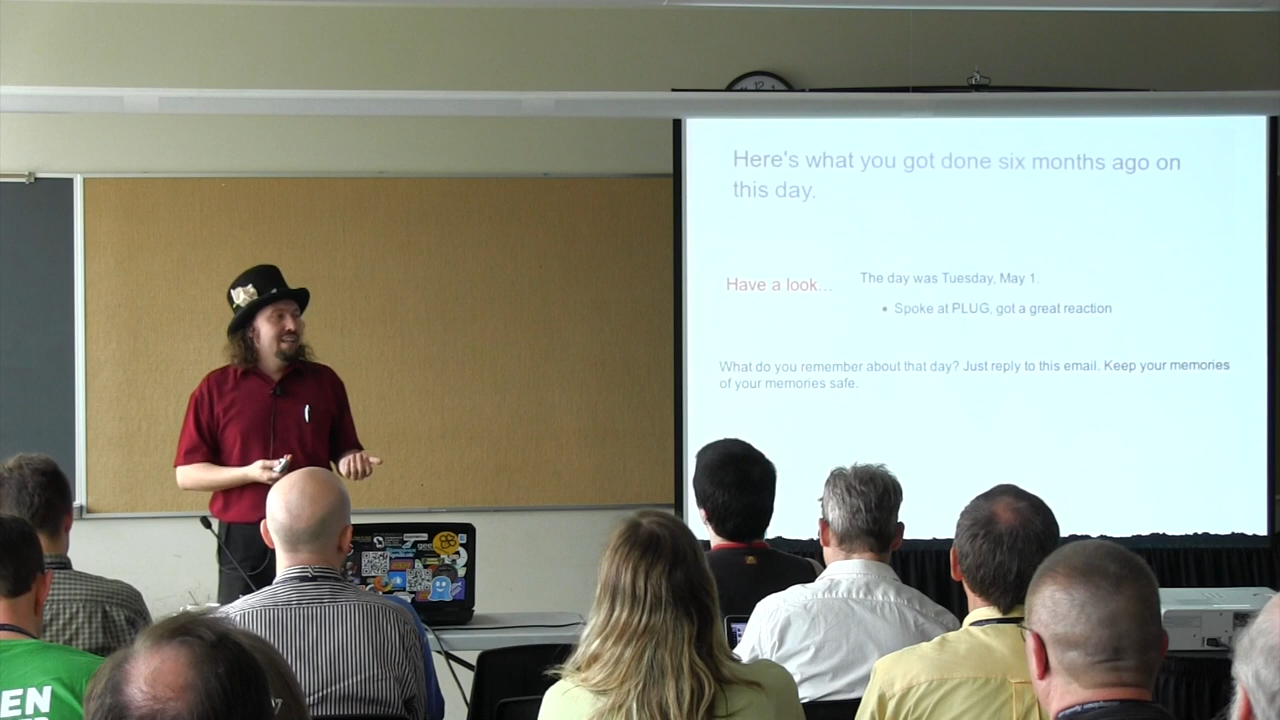 12
Here's what you got done six months ago on
this day.
Have a look...
The day was Tuesday, May 1.
• Spoke at PLUG, got a great reaction
What do you remember about that day? Just reply to this email. Keep your memories
of your memories safe.
geek
EN